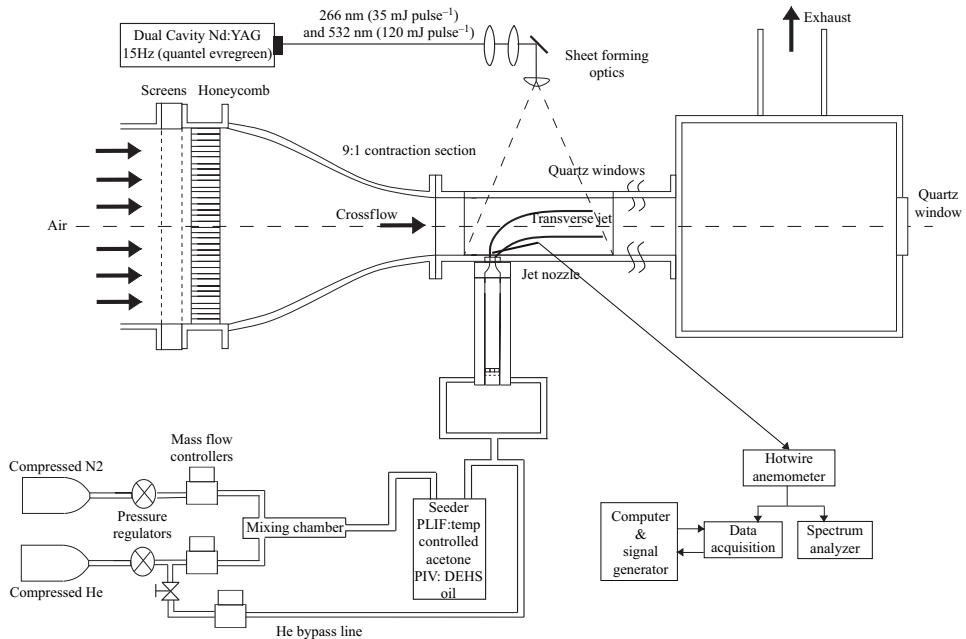 266 nm (35 mJ pulse⁻¹)
and 532 nm (120 mJ pulse⁻¹)
Dual Cavity Nd:YAG
15Hz (quantel evregreen)
Exhaust
Sheet forming
optics
Screens
Honeycomb
9:1 contraction section
Quartz windows
Quartz
window
Air
Crossflow
Transverse jet
Jet nozzle
Mass flow
controllers
Compressed N2
Pressure
regulators
Mixing chamber
Compressed He
He bypass line
Seeder
PLIF:temp
controlled
acetone
PIV: DEHS
oil
Hotwire
anemometer
Computer
&
signal
generator
Data
acquisition
Spectrum
analyzer